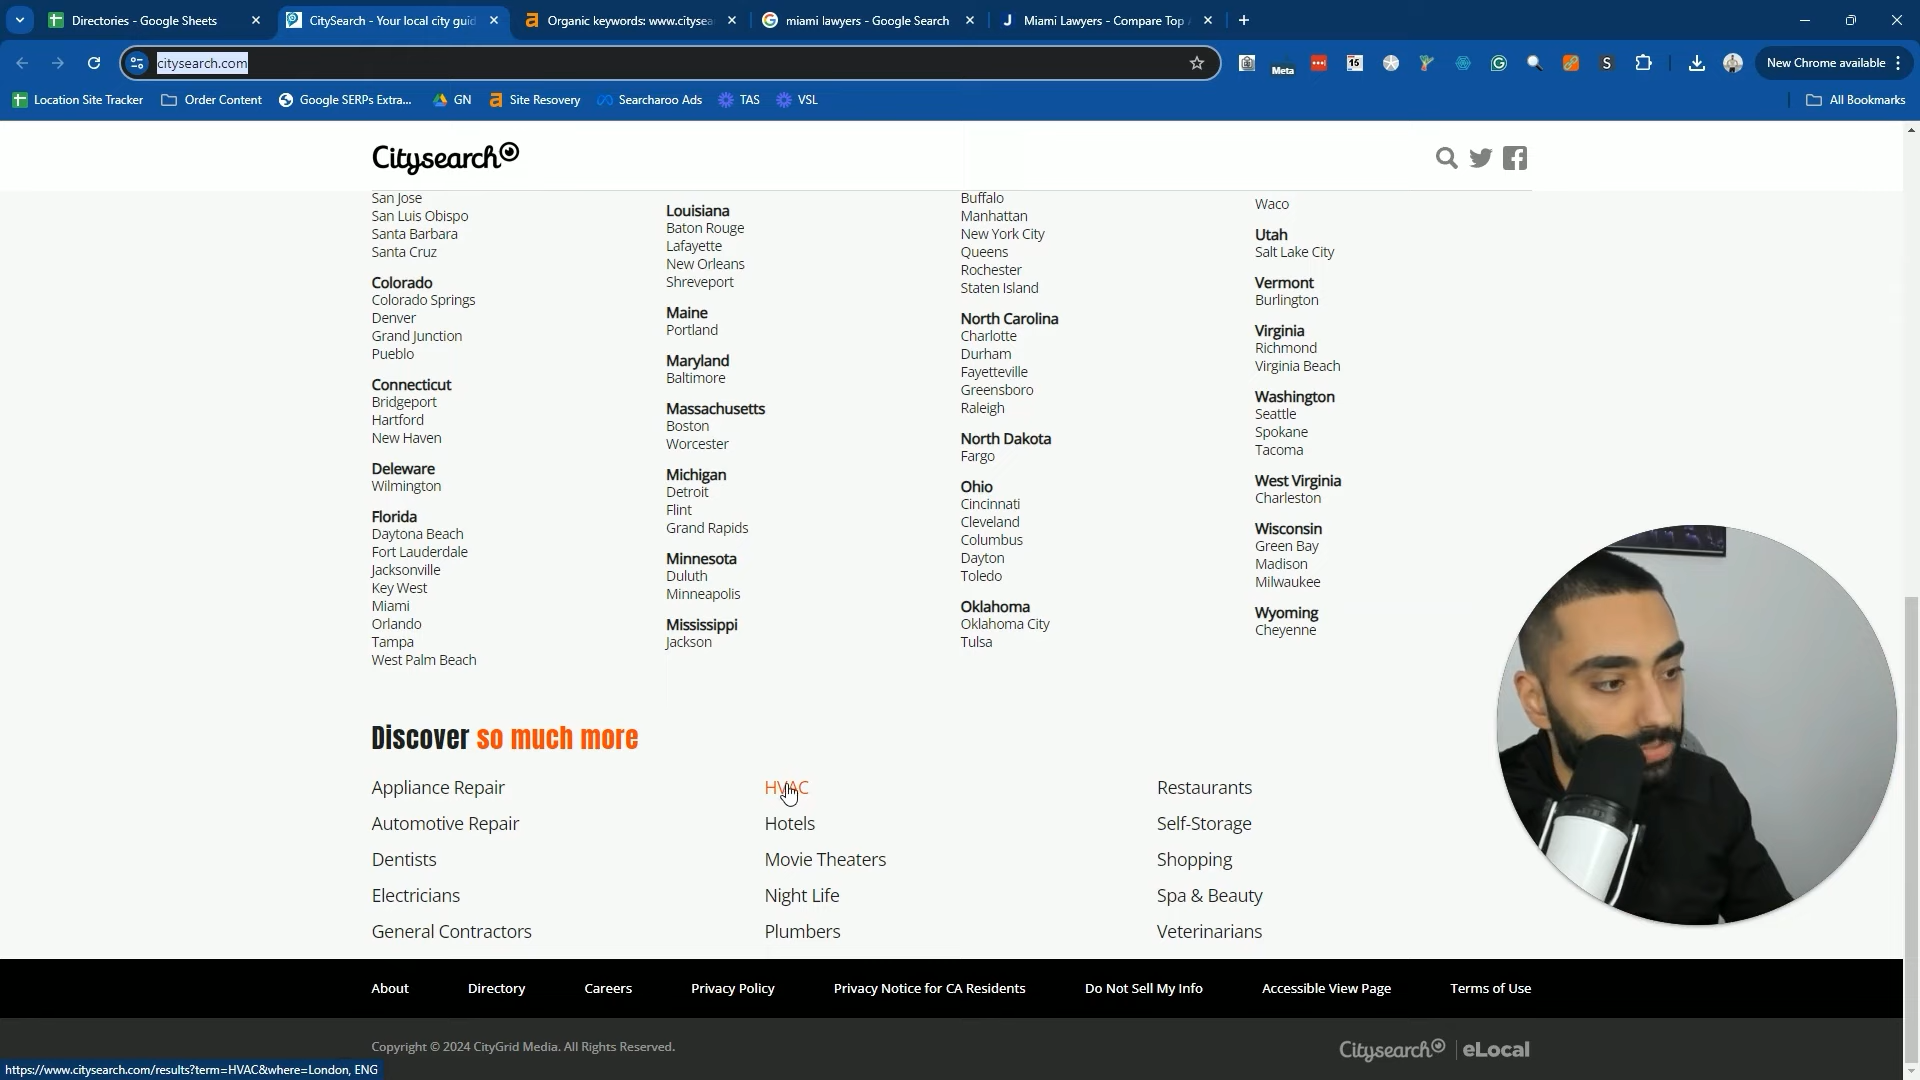 Directories - Google Sheets
CitySearch - Your local city guid
Organic keywords: www.citysea
miami lawyers - Google Search
Miami Lawyers - Compare Top
citysearch.com
Meta
15
S
New Chrome available
Location Site Tracker
Order Content
Google SERPs Extra...
GN
Site Recovery
Searcharoo Ads
TAS
VSL
All Bookmarks
Citysearch
San Jose
San Luis Obispo
Santa Barbara
Santa Cruz
Colorado
Colorado Springs
Denver
Grand Junction
Pueblo
Connecticut
Bridgeport
Hartford
New Haven
Deleware
Wilmington
Florida
Daytona Beach
Fort Lauderdale
Jacksonville
Key West
Miami
Orlando
Tampa
West Palm Beach
Louisiana
Baton Rouge
Lafayette
New Orleans
Shreveport
Maine
Portland
Maryland
Baltimore
Massachusetts
Boston
Worcester
Michigan
Detroit
Flint
Grand Rapids
Minnesota
Duluth
Minneapolis
Mississippi
Jackson
Buffalo
Manhattan
New York City
Queens
Rochester
Staten Island
North Carolina
Charlotte
Durham
Fayetteville
Greensboro
Raleigh
North Dakota
Fargo
Ohio
Cincinnati
Cleveland
Columbus
Dayton
Toledo
Oklahoma
Oklahoma City
Tulsa
Waco
Utah
Salt Lake City
Vermont
Burlington
Virginia
Richmond
Virginia Beach
Washington
Seattle
Spokane
Tacoma
West Virginia
Charleston
Wisconsin
Green Bay
Madison
Milwaukee
Wyoming
Cheyenne
Discover so much more
Appliance Repair
Automotive Repair
Dentists
Electricians
General Contractors
HVAC
Hotels
Movie Theaters
Night Life
Plumbers
Restaurants
Self-Storage
Shopping
Spa & Beauty
Veterinarians
About
Directory
Careers
Privacy Policy
Privacy Notice for CA Residents
Do Not Sell My Info
Accessible View Page
Terms of Use
Copyright © 2024 CityGrid Media. All Rights Reserved.
Citysearch
eLocal
https://www.citysearch.com/results?term=HVAC&where=London, ENG